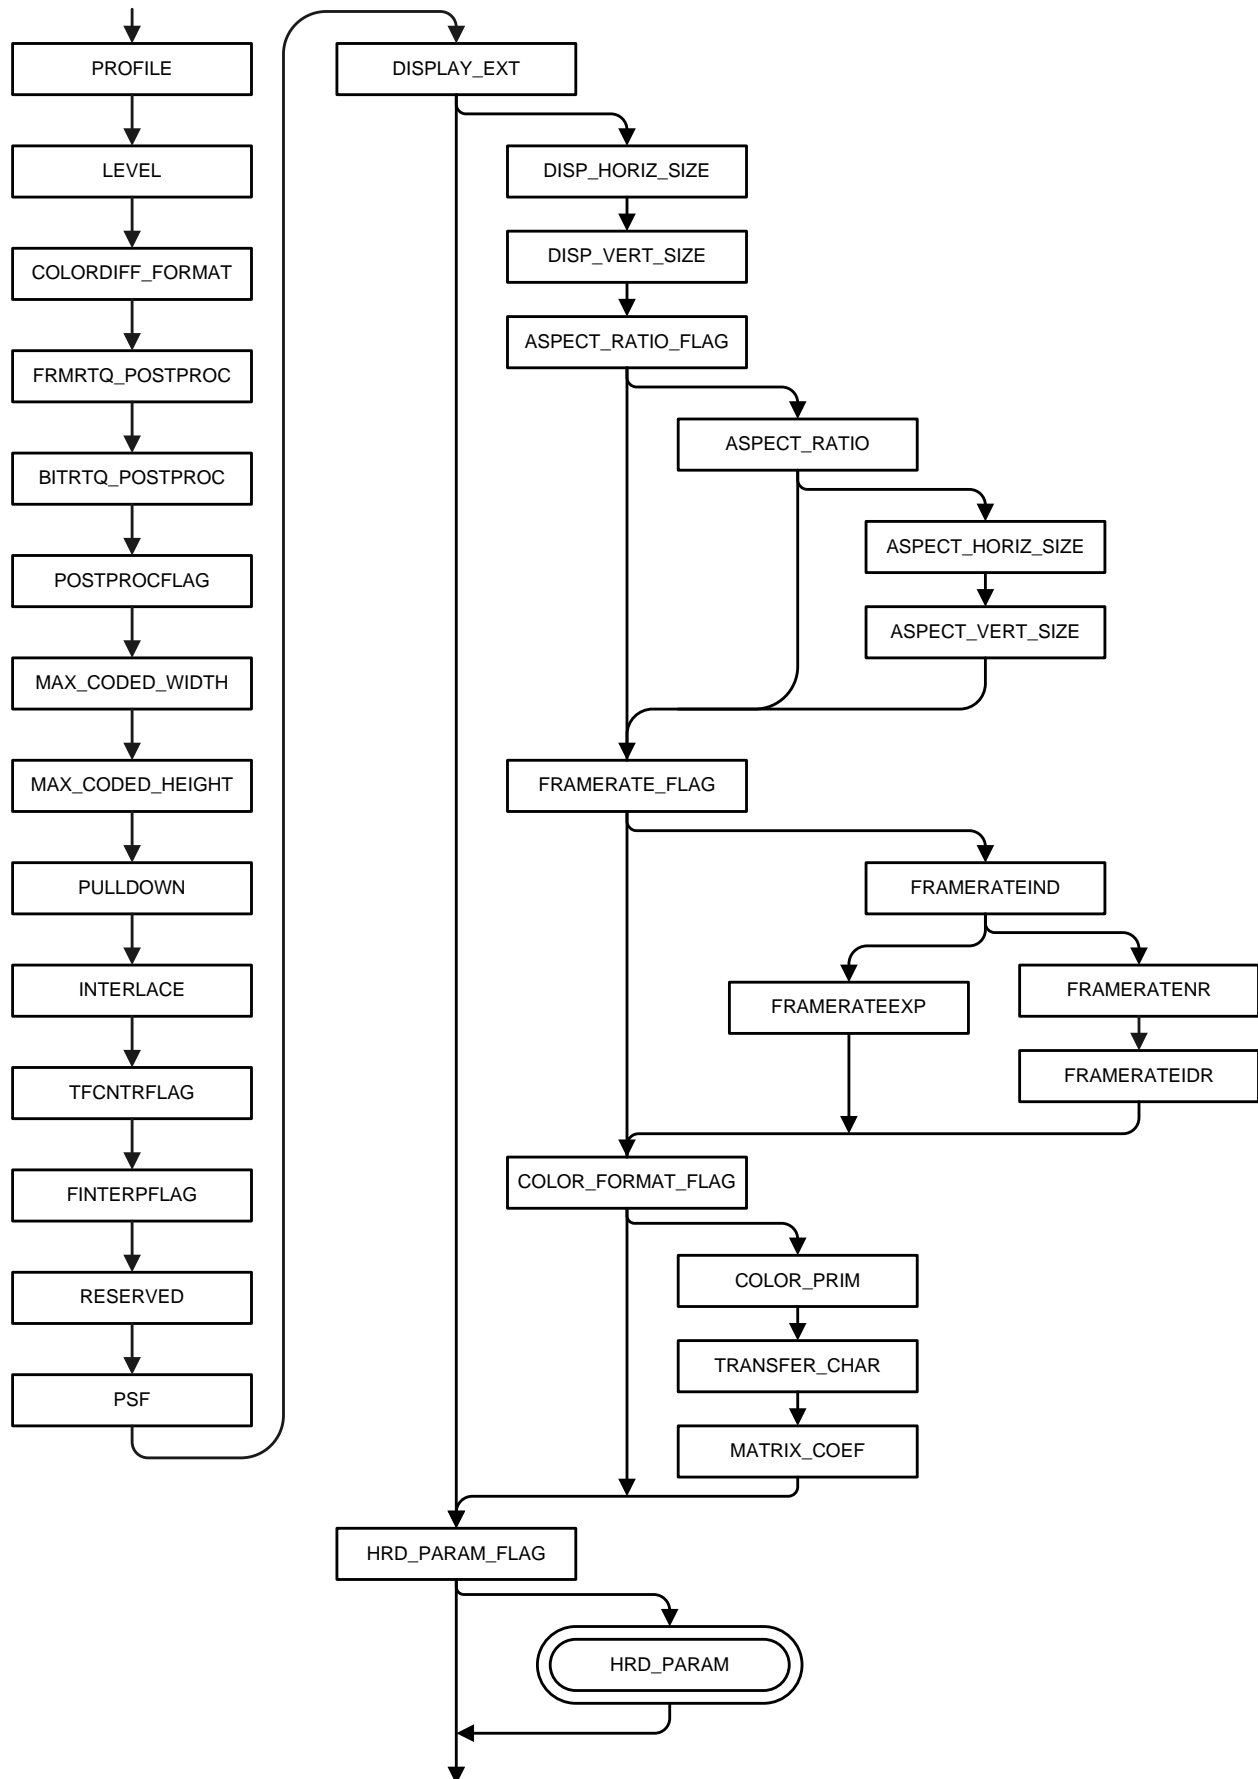 PROFILE
LEVEL
COLORDIFF_FORMAT
FRMRTQ_POSTPROC
BITRTQ_POSTPROC
POSTPROCFLAG
MAX_CODED_WIDTH
MAX_CODED_HEIGHT
PULLDOWN
INTERLACE
TFCNTRFLAG
FINTERPFLAG
RESERVED
PSF
DISPLAY_EXT
DISP_HORIZ_SIZE
DISP_VERT_SIZE
ASPECT_RATIO_FLAG
ASPECT_RATIO
ASPECT_HORIZ_SIZE
ASPECT_VERT_SIZE
FRAMERATE_FLAG
FRAMERATEIND
FRAMERATEEXP
FRAMERATENR
FRAMERATEIDR
COLOR_FORMAT_FLAG
COLOR_PRIM
TRANSFER_CHAR
MATRIX_COEF
HRD_PARAM_FLAG
HRD_PARAM